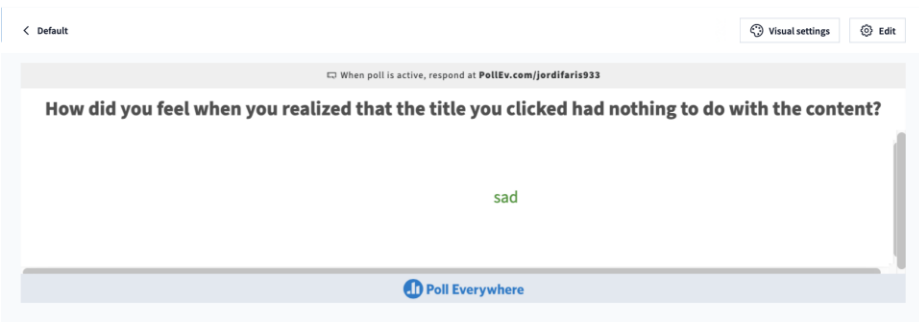 Default
Visual settings
Edit
When poll is active, respond at PollEv.com/jordifaris933
How did you feel when you realized that the title you clicked had nothing to do with the content?
sad
Poll Everywhere